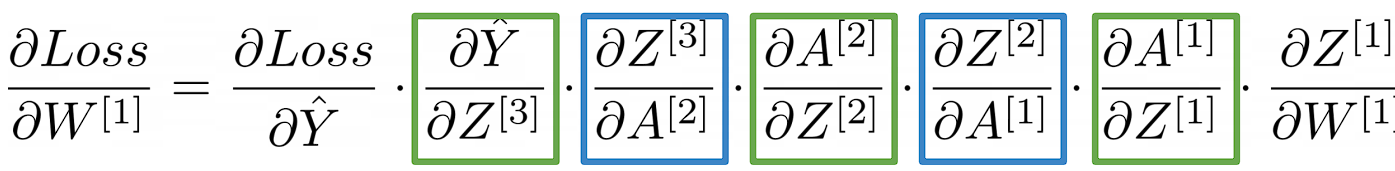 ∂Loss/∂W^[1] = ∂Loss/∂Ŷ · ∂Ŷ/∂Z^[3] · ∂Z^[3]/∂A^[2] · ∂A^[2]/∂Z^[2] · ∂Z^[2]/∂A^[1] · ∂A^[1]/∂Z^[1] · ∂Z^[1]/∂W^[1]